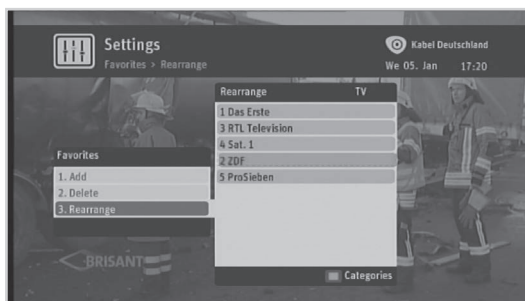 Settings
Favorites > Rearrange
Kabel Deutschland
We 05. Jan 17:20
Rearrange TV
1 Das Erste
3 RTL Television
4 Sat. 1
2 ZDF
5 ProSieben
Favorites
1. Add
2. Delete
3. Rearrange
BRISANT
Categories